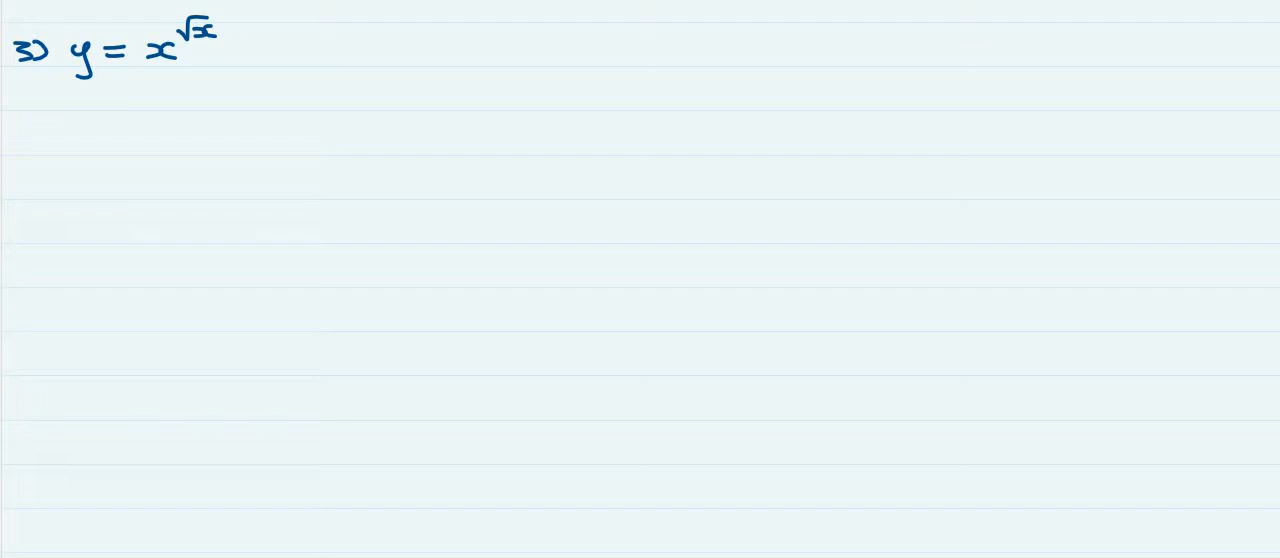 3) y = x^√x